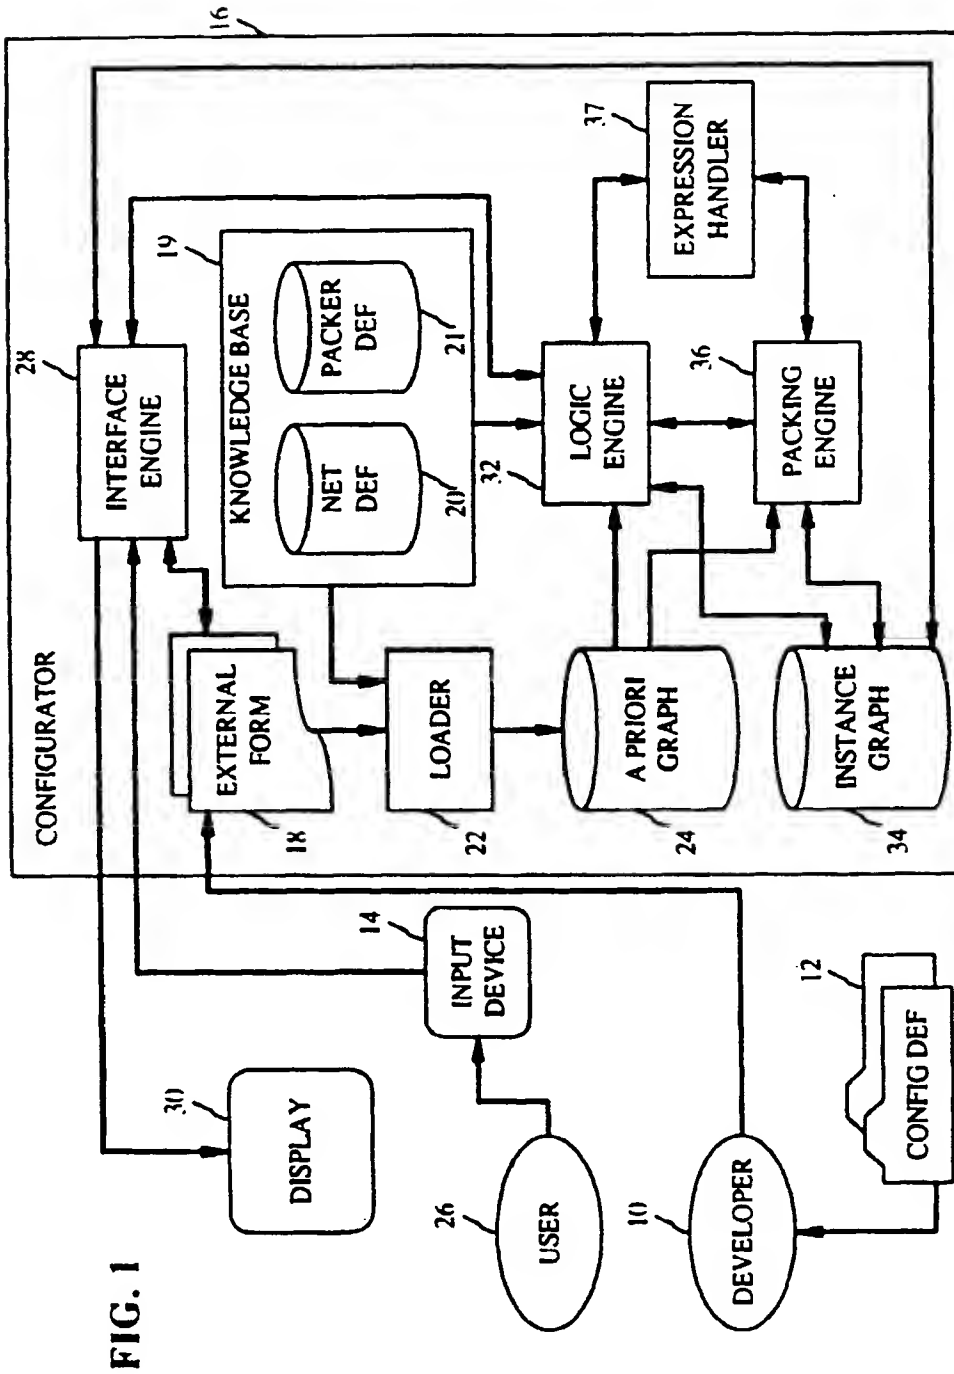 FIG. 1
CONFIGURATOR
16
DISPLAY
30
INTERFACE
ENGINE
28
KNOWLEDGE BASE
19
NET
DEF
20
PACKER
DEF
21
EXTERNAL
FORM
18
INPUT
DEVICE
14
USER
26
LOADER
22
LOGIC
ENGINE
32
EXPRESSION
HANDLER
37
DEVELOPER
10
A PRIORI
GRAPH
24
PACKING
ENGINE
36
CONFIG DEF
12
INSTANCE
GRAPH
34